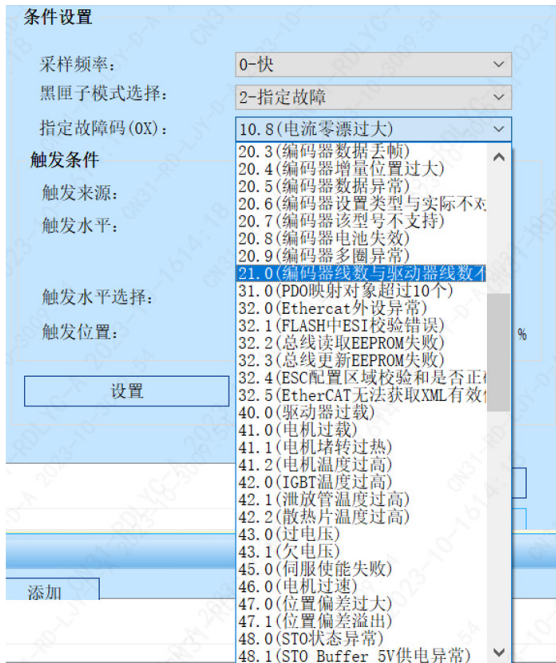 条件设置
采样频率： 0-快
黑匣子模式选择： 2-指定故障
指定故障码(0X)： 10.8(电流零漂过大)
触发条件
触发来源：
触发水平：
触发水平选择：
触发位置： %
设置
添加
20.3(编码器数据丢帧)
20.4(编码器增量位置过大)
20.5(编码器数据异常)
20.6(编码器设置类型与实际不对
20.7(编码器该型号不支持)
20.8(编码器电池失效)
20.9(编码器多圈异常)
21.0(编码器线数与驱动器线数不
31.0(PDO映射对象超过10个)
32.0(Ethercat外设异常)
32.1(FLASH中ESI校验错误)
32.2(总线读取EEPROM失败)
32.3(总线更新EEPROM失败)
32.4(ESC配置区域校验和是否正确
32.5(EtherCAT无法获取XML有效
40.0(驱动器过载)
41.0(电机过载)
41.1(电机堵转过热)
41.2(电机温度过高)
42.0(IGBT温度过高)
42.1(泄放管温度过高)
42.2(散热片温度过高)
43.0(过电压)
43.1(欠电压)
45.0(伺服使能失败)
46.0(电机过速)
47.0(位置偏差过大)
47.1(位置偏差溢出)
48.0(STO状态异常)
48.1(STO Buffer 5V供电异常)